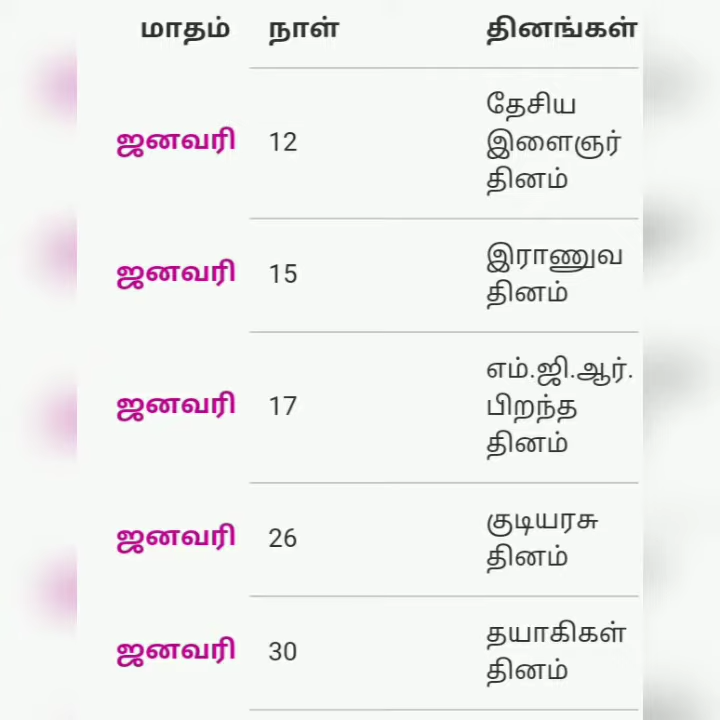 மாதம் நாள் தினங்கள்
தேசிய
ஜனவரி 12 இளைஞர்
தினம்
ஜனவரி 15 இராணுவ
தினம்
எம்.ஜி.ஆர்.
ஜனவரி 17 பிறந்த
தினம்
ஜனவரி 26 குடியரசு
தினம்
ஜனவரி 30 தயாகிகள்
தினம்